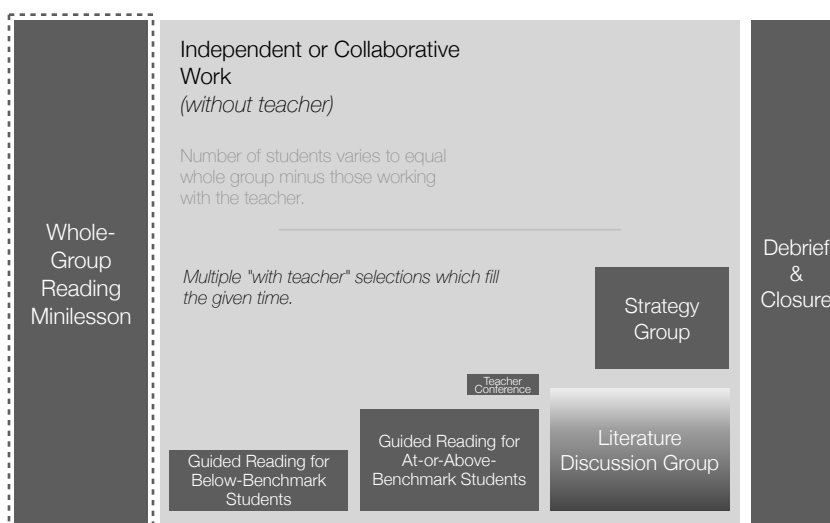 Whole-
Group
Reading
Minilesson
Independent or Collaborative
Work
(without teacher)
Number of students varies to equal
whole group minus those working
with the teacher.
Multiple "with teacher" selections which fill
the given time.
Strategy
Group
Teacher
Conference
Guided Reading for
Below-Benchmark
Students
Guided Reading for
At-or-Above-
Benchmark Students
Literature
Discussion Group
Debrief
&
Closure